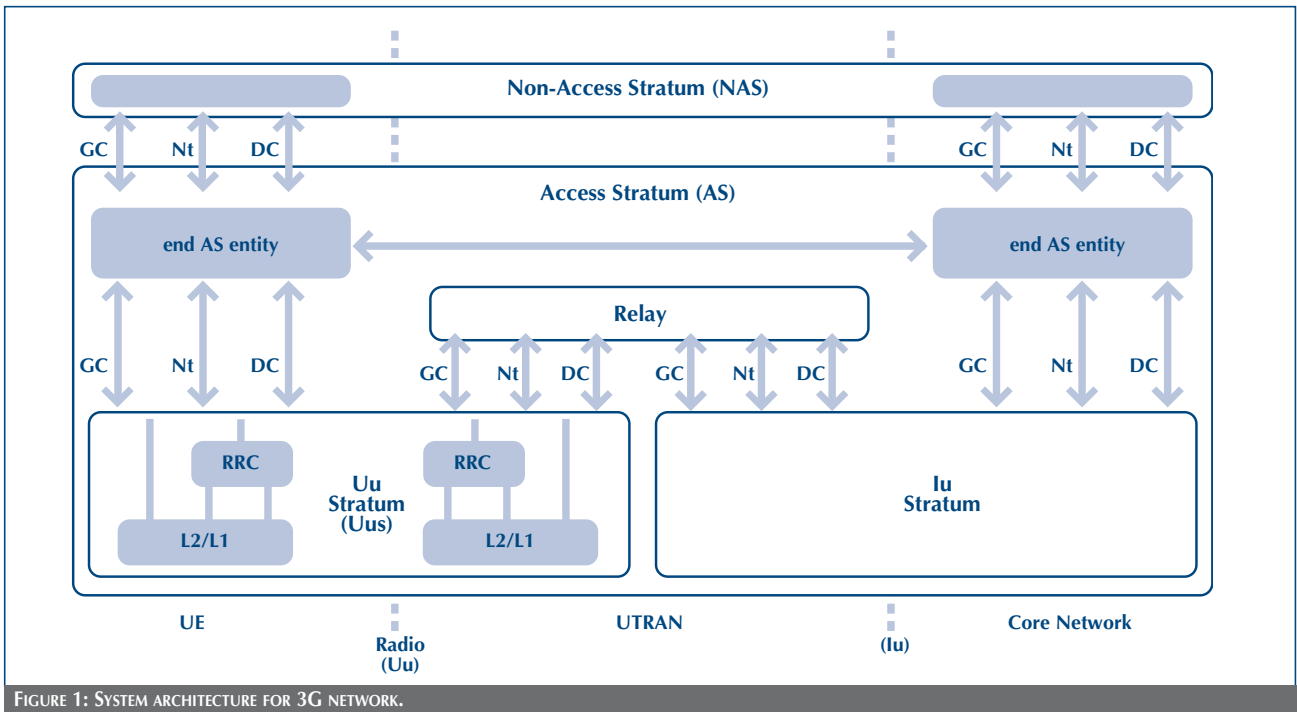 Non-Access Stratum (NAS)
GC Nt DC GC Nt DC
Access Stratum (AS)
end AS entity end AS entity
Relay
GC Nt DC GC Nt DC GC Nt DC GC Nt DC
RRC RRC
Uu
Stratum
(Uus)
Iu
Stratum
L2/L1 L2/L1
UE UTRAN Core Network
Radio
(Uu)
(Iu)
FIGURE 1: SYSTEM ARCHITECTURE FOR 3G NETWORK.